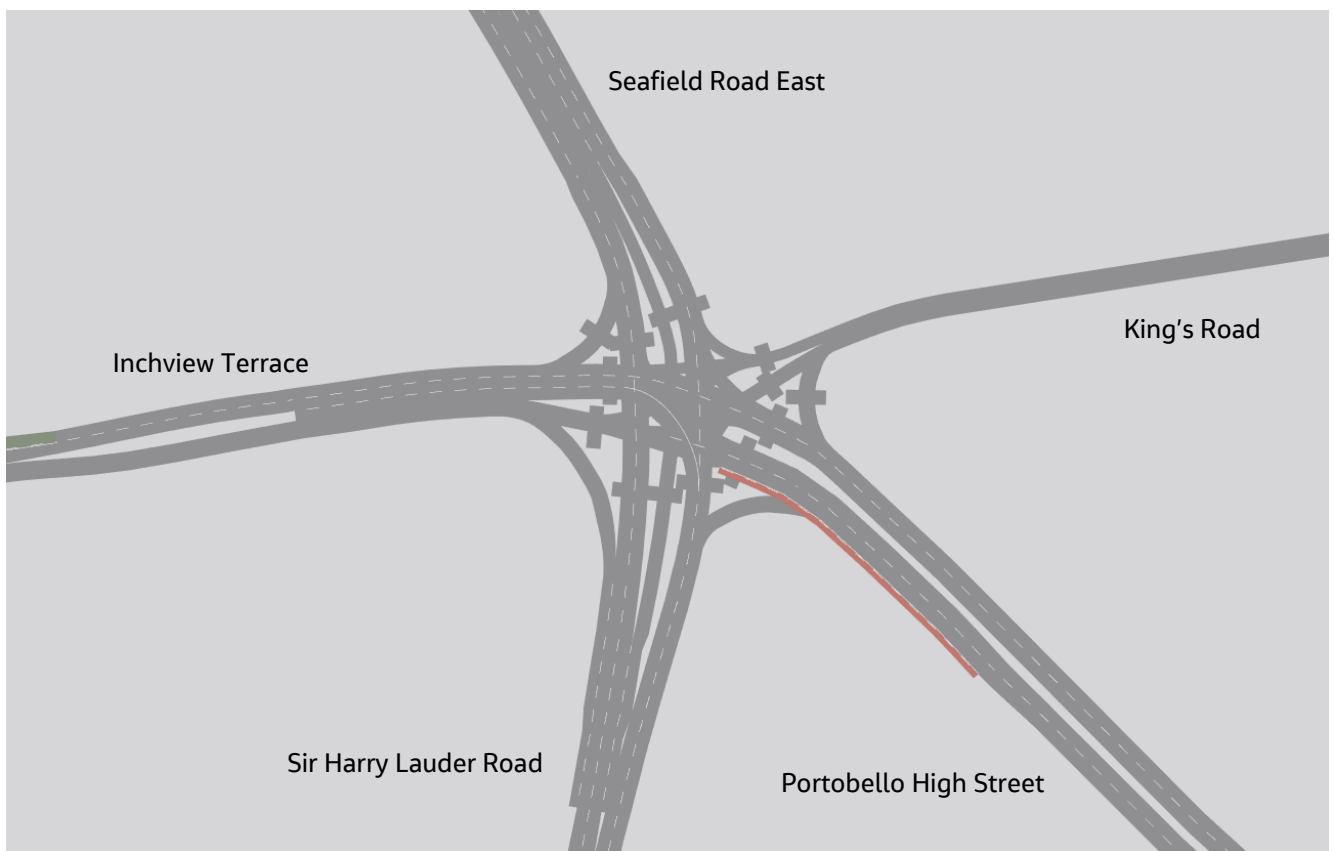 Seafield Road East
King's Road
Inchview Terrace
Sir Harry Lauder Road
Portobello High Street